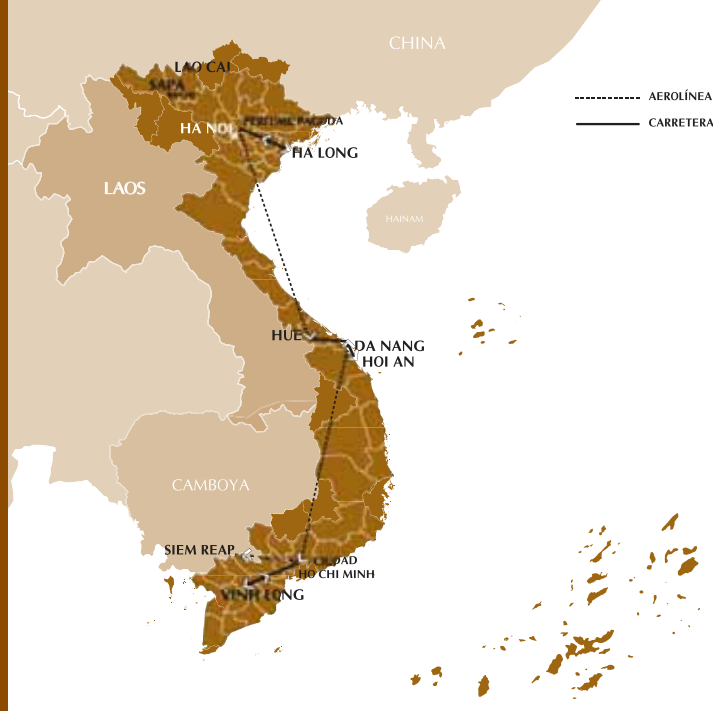 CHINA
AEROLÍNEA
CARRETERA
LAO CAI
SAPA
PERFUME PAGODA
HA NOI
HA LONG
LAOS
HAINAM
HUE
DA NANG
HOI AN
CAMBOYA
SIEM REAP
CIUDAD
HO CHI MINH
VINH LONG